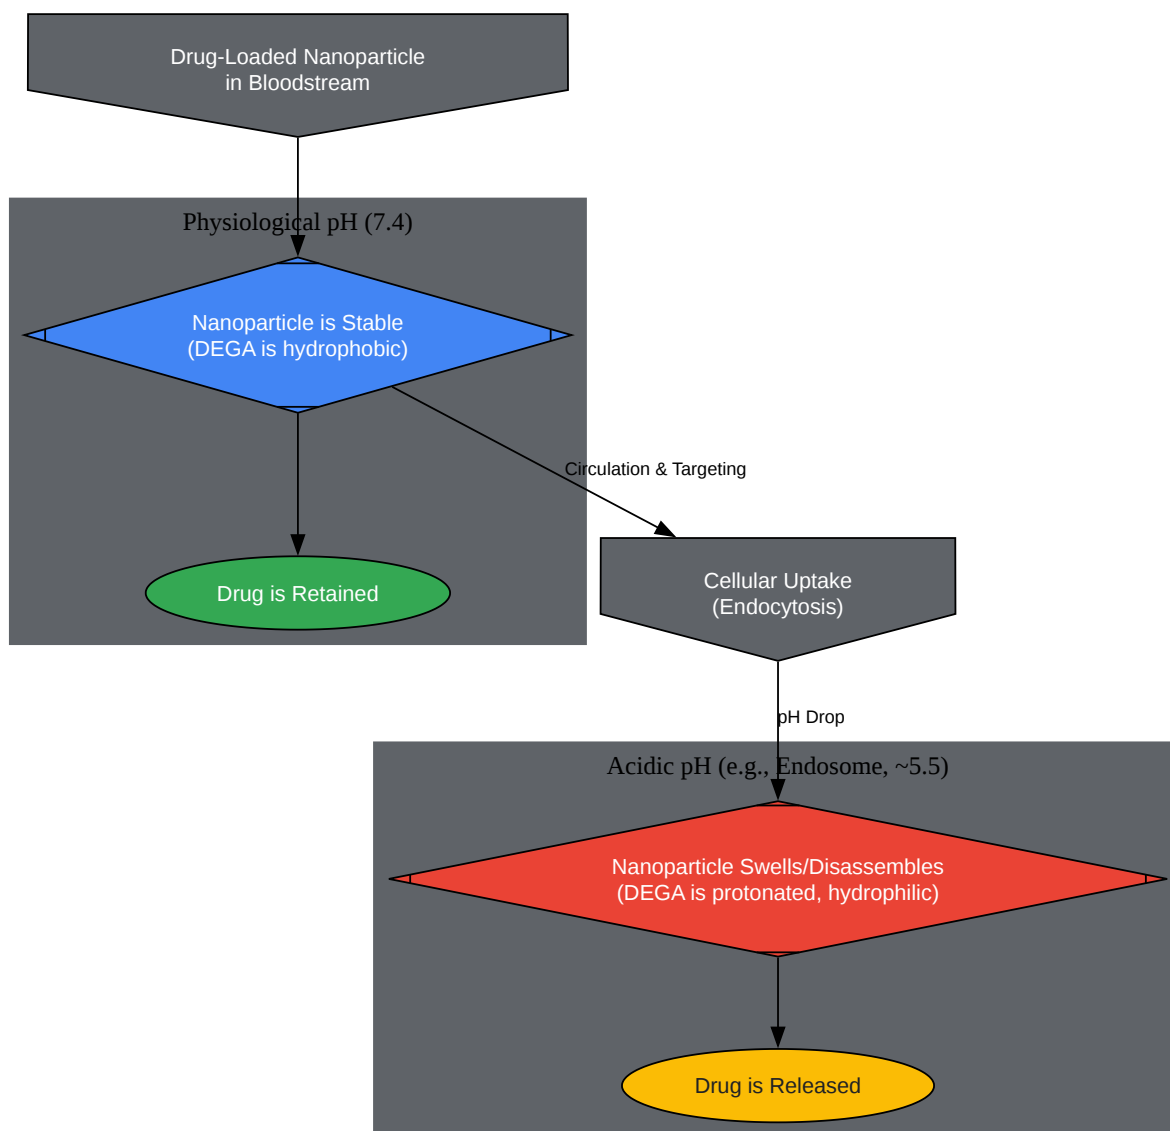 Drug-Loaded Nanoparticle
in Bloodstream
Physiological pH (7.4)
Nanoparticle is Stable
(DEGA is hydrophobic)
Circulation & Targeting
Drug is Retained
Cellular Uptake
(Endocytosis)
pH Drop
Acidic pH (e.g., Endosome, ~5.5)
Nanoparticle Swells/Disassembles
(DEGA is protonated, hydrophilic)
Drug is Released